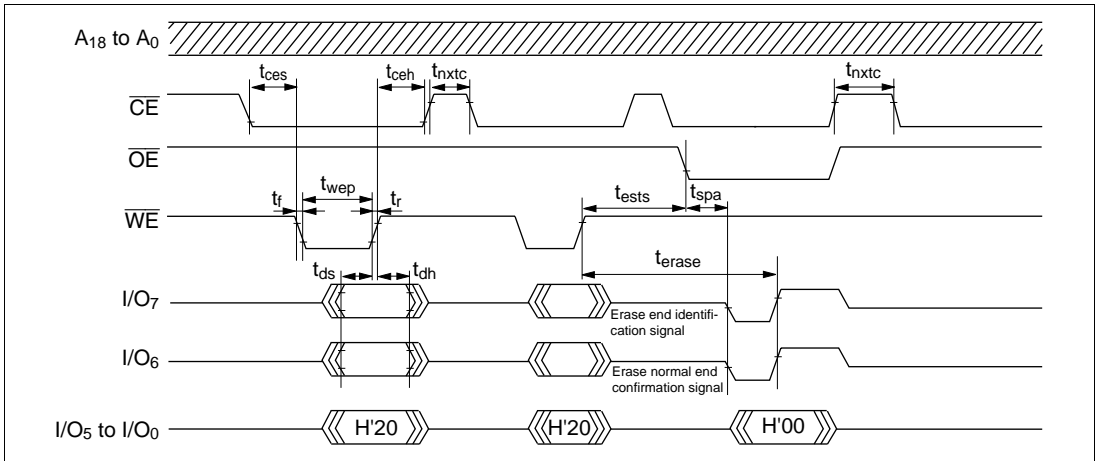 A18 to A0
tces
tceh
tnxtc
tnxtc
CE
OE
twep
tests
tspa
tf
tr
WE
terase
tds
tdh
I/O7
Erase end identifi-
cation signal
I/O6
Erase normal end
confirmation signal
I/O5 to I/O0
H'20
H'20
H'00